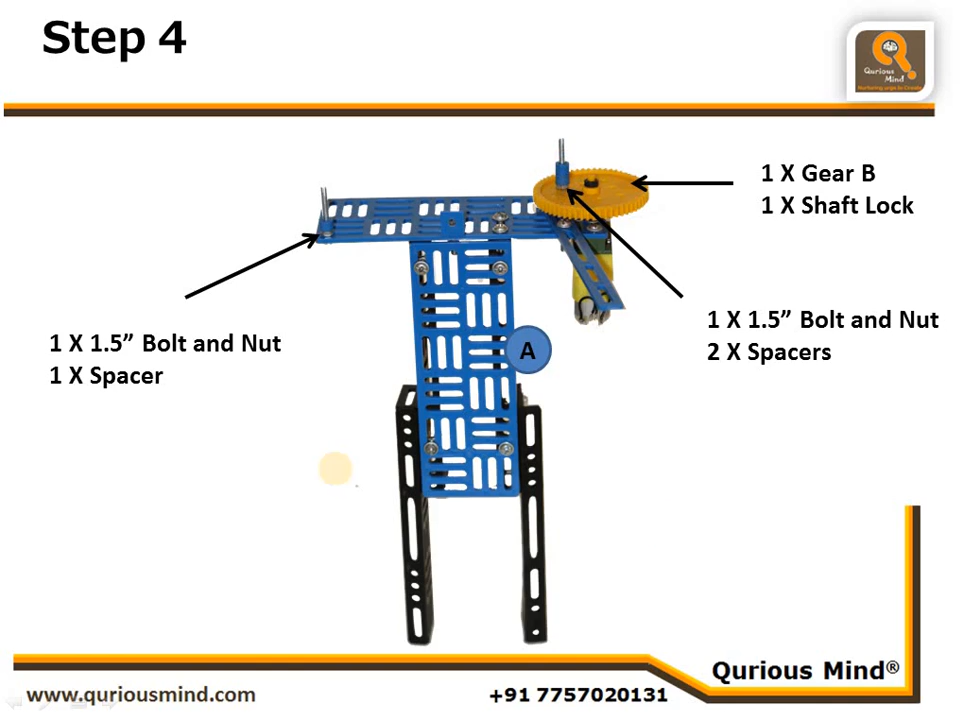 Step 4
Qurious
Mind
1 X Gear B
1 X Shaft Lock
1 X 1.5” Bolt and Nut
1 X Spacer
1 X 1.5” Bolt and Nut
2 X Spacers
A
Qurious Mind®
www.quriousmind.com
+91 7757020131